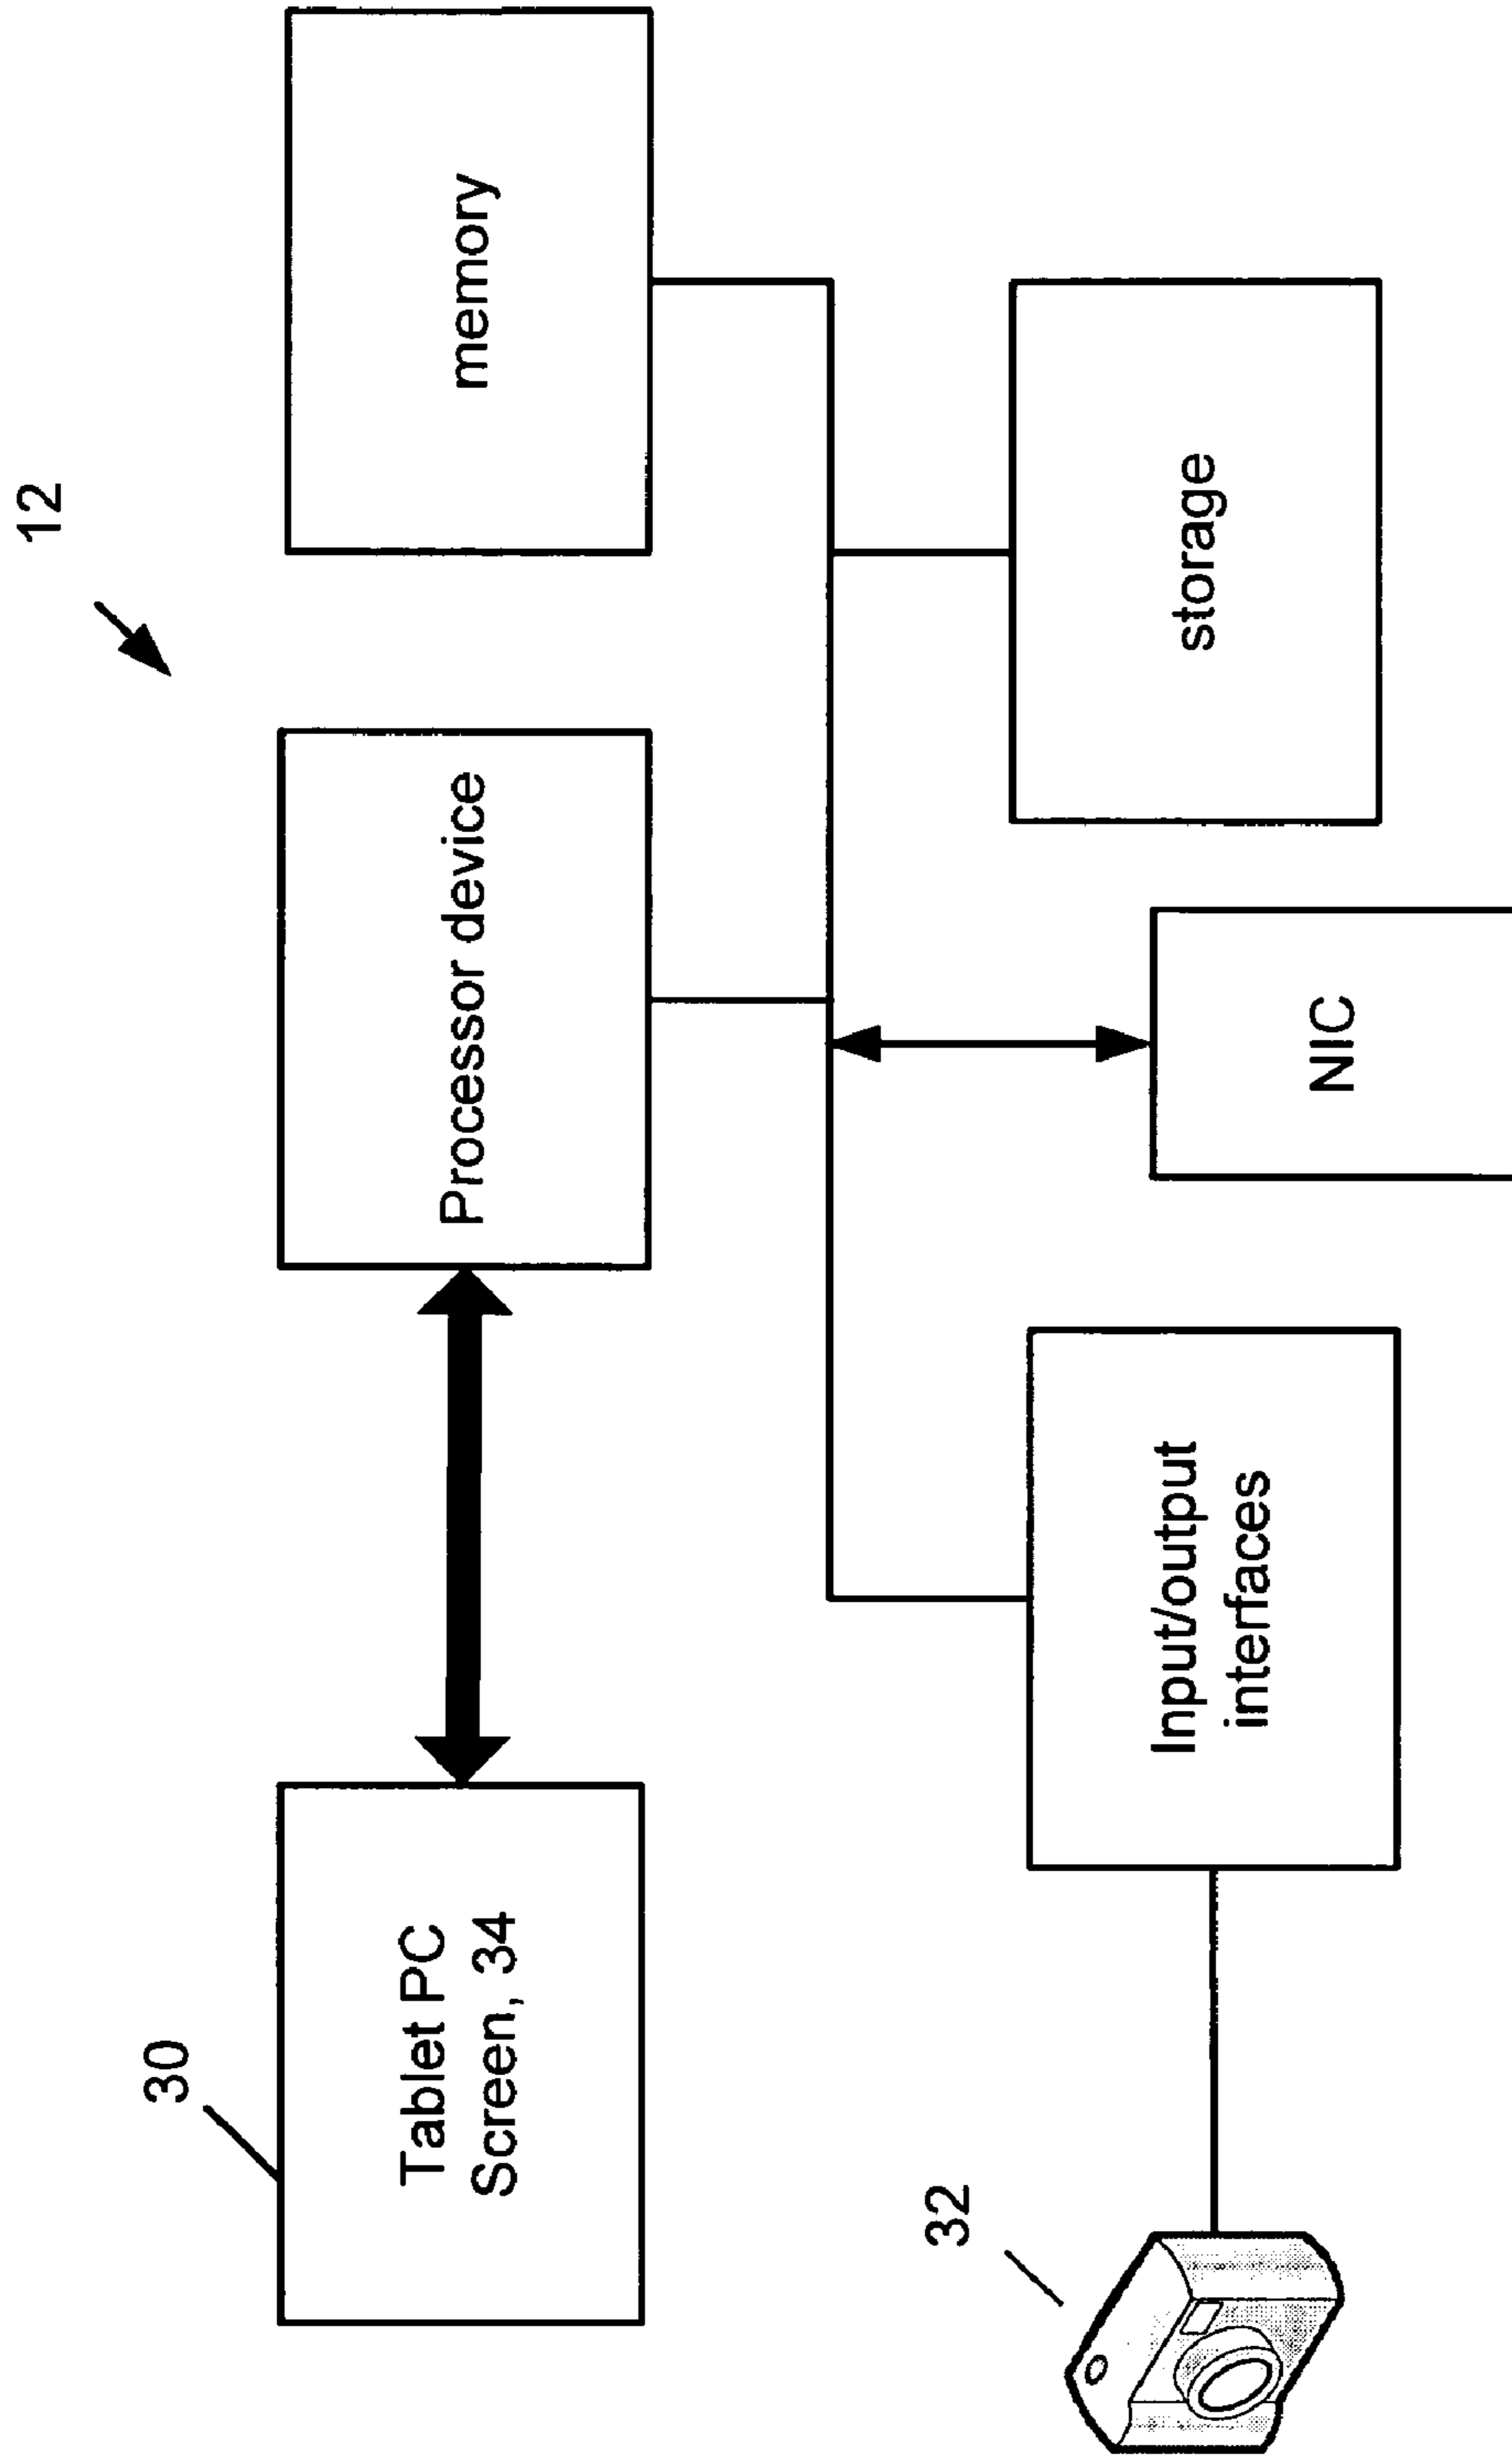 12
30
Tablet PC
Screen, 34
Processor device
memory
32
Input/output
interfaces
NIC
storage